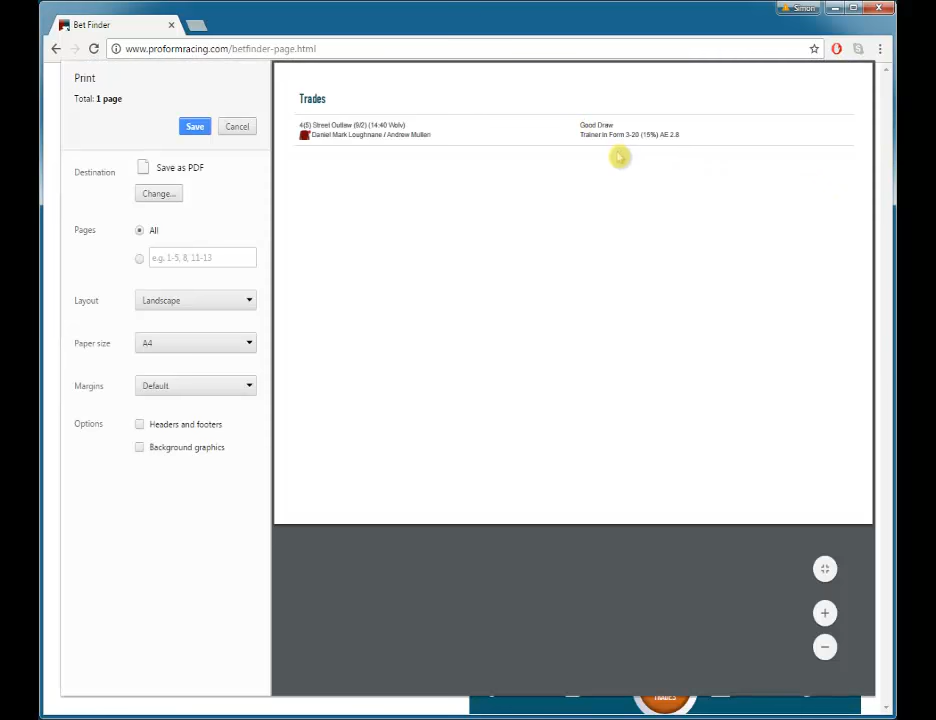 Simon
Bet Finder
www.proformracing.com/betfinder-page.html
Print
Total: 1 page
Save
Cancel
Destination
Save as PDF
Change...
Pages
All
e.g. 1-5, 8, 11-13
Layout
Landscape
Paper size
A4
Margins
Default
Options
Headers and footers
Background graphics
Trades
4(5) Street Outlaw (9/2) (14:40 Wolv)
Daniel Mark Loughnane / Andrew Mullen
Good Draw
Trainer in Form 3-20 (15%) AE 2.8
TRADES